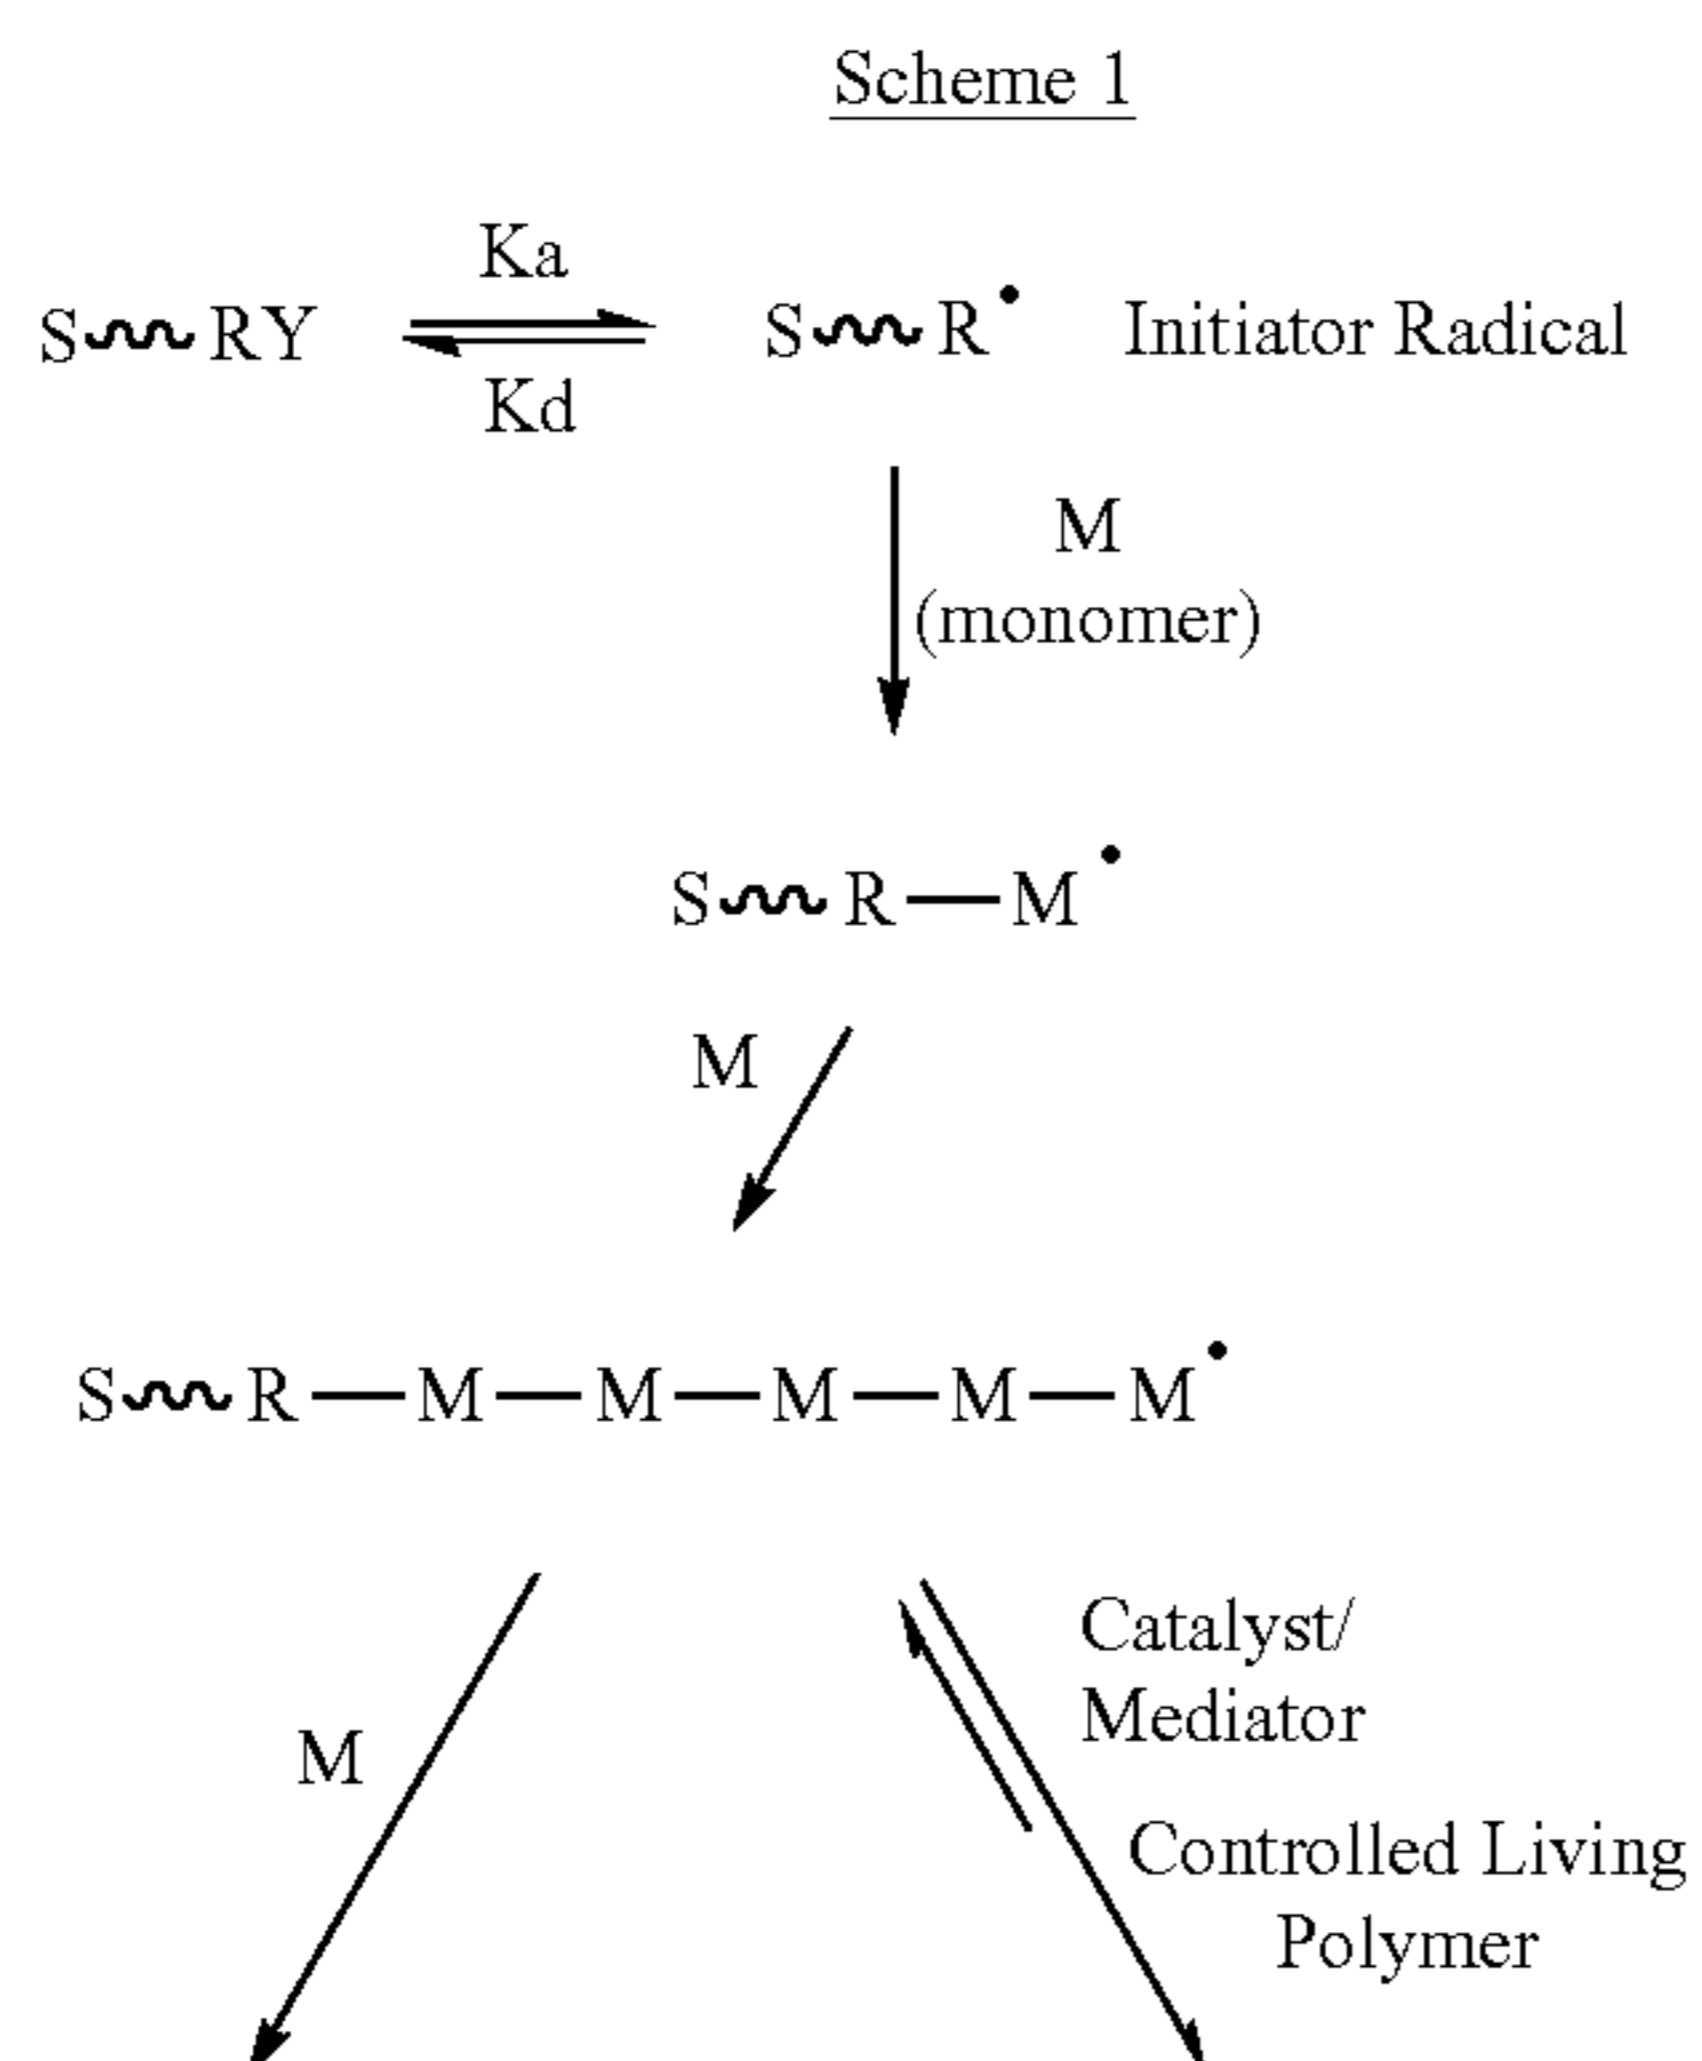 Scheme 1
Ka
S RY
Kd
S R• Initiator Radical
M
(monomer)
S R—M•
M
S R—M—M—M—M—M•
Catalyst/
Mediator
M
Controlled Living
Polymer